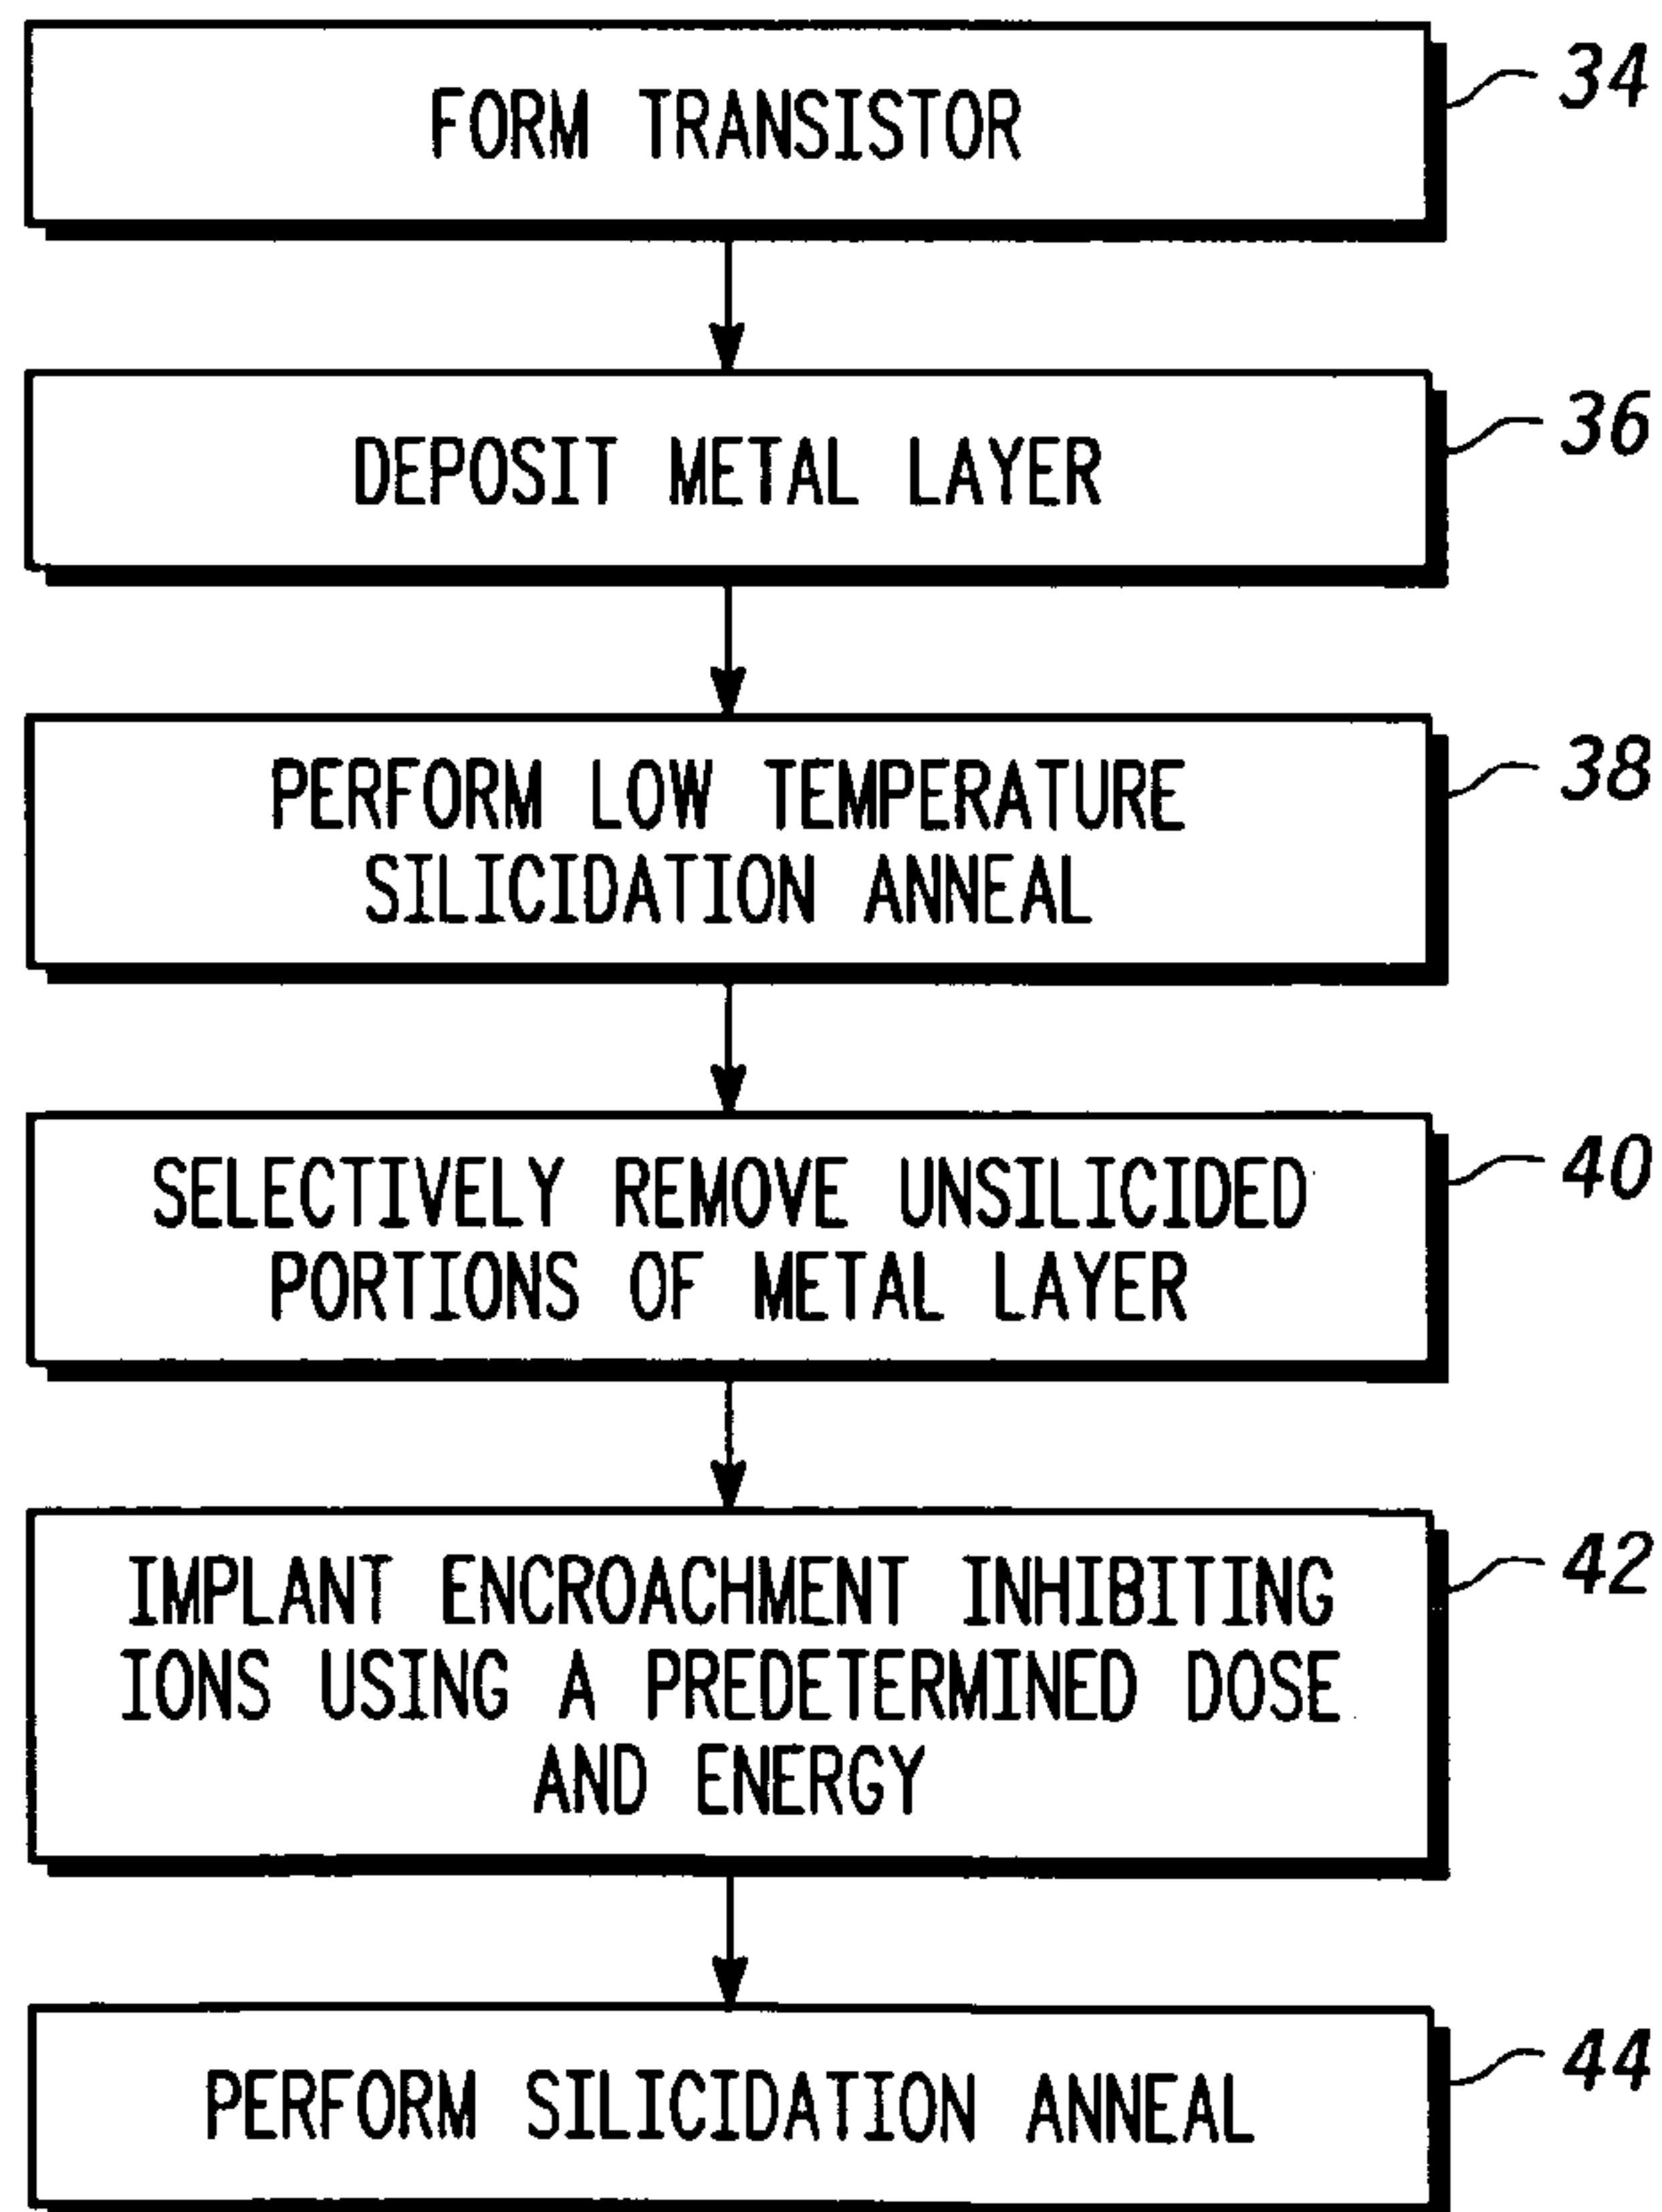 FORM TRANSISTOR
34
DEPOSIT METAL LAYER
36
PERFORM LOW TEMPERATURE
SILICIDATION ANNEAL
38
SELECTIVELY REMOVE UNSILICIDED
PORTIONS OF METAL LAYER
40
IMPLANT ENCROACHMENT INHIBITING
IONS USING A PREDETERMINED DOSE
AND ENERGY
42
PERFORM SILICIDATION ANNEAL
44